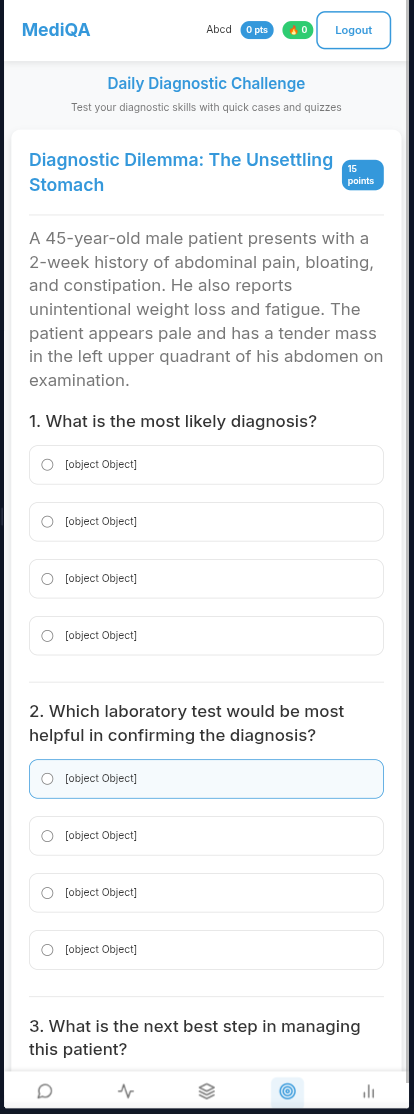 MediQA
Abcd
0 pts
🔥 0
Logout
Daily Diagnostic Challenge
Test your diagnostic skills with quick cases and quizzes
Diagnostic Dilemma: The Unsettling
Stomach
15
points
A 45-year-old male patient presents with a
2-week history of abdominal pain, bloating,
and constipation. He also reports
unintentional weight loss and fatigue. The
patient appears pale and has a tender mass
in the left upper quadrant of his abdomen on
examination.
1. What is the most likely diagnosis?
[object Object]
[object Object]
[object Object]
[object Object]
2. Which laboratory test would be most
helpful in confirming the diagnosis?
[object Object]
[object Object]
[object Object]
[object Object]
3. What is the next best step in managing
this patient?